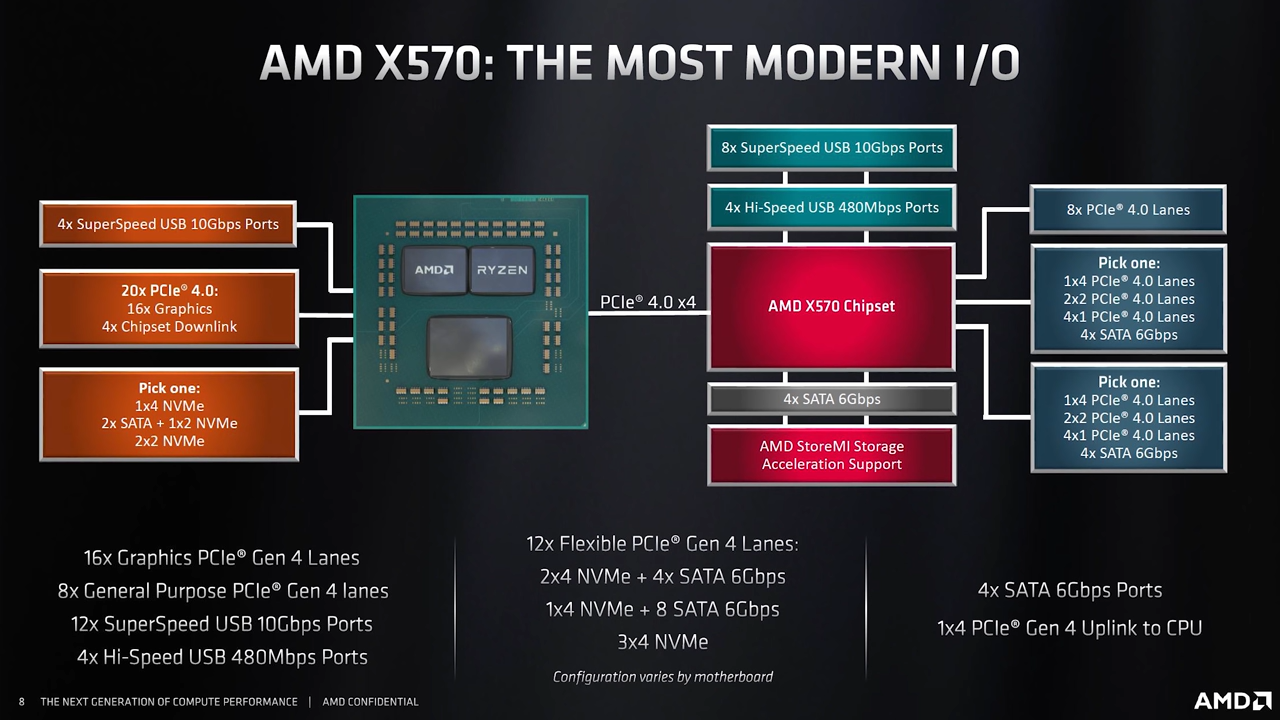 AMD X570: THE MOST MODERN I/O
4x SuperSpeed USB 10Gbps Ports
20x PCIe® 4.0:
16x Graphics
4x Chipset Downlink
Pick one:
1x4 NVMe
2x SATA + 1x2 NVMe
2x2 NVMe
AMD
RYZEN
PCIe® 4.0 x4
8x SuperSpeed USB 10Gbps Ports
4x Hi-Speed USB 480Mbps Ports
AMD X570 Chipset
4x SATA 6Gbps
AMD StoreMI Storage
Acceleration Support
8x PCIe® 4.0 Lanes
Pick one:
1x4 PCIe® 4.0 Lanes
2x2 PCIe® 4.0 Lanes
4x1 PCIe® 4.0 Lanes
4x SATA 6Gbps
Pick one:
1x4 PCIe® 4.0 Lanes
2x2 PCIe® 4.0 Lanes
4x1 PCIe® 4.0 Lanes
4x SATA 6Gbps
16x Graphics PCIe® Gen 4 Lanes
8x General Purpose PCIe® Gen 4 lanes
12x SuperSpeed USB 10Gbps Ports
4x Hi-Speed USB 480Mbps Ports
12x Flexible PCIe® Gen 4 Lanes:
2x4 NVMe + 4x SATA 6Gbps
1x4 NVMe + 8 SATA 6Gbps
3x4 NVMe
Configuration varies by motherboard
4x SATA 6Gbps Ports
1x4 PCIe® Gen 4 Uplink to CPU
8 THE NEXT GENERATION OF COMPUTE PERFORMANCE | AMD CONFIDENTIAL
AMD